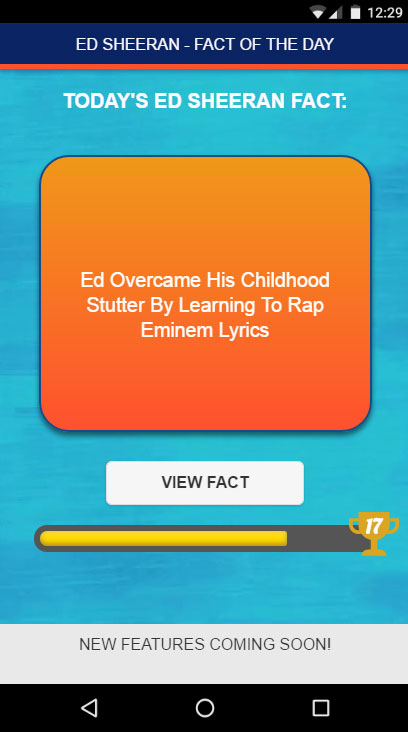 12:29
ED SHEERAN - FACT OF THE DAY
TODAY'S ED SHEERAN FACT:
Ed Overcame His Childhood
Stutter By Learning To Rap
Eminem Lyrics
VIEW FACT
17
NEW FEATURES COMING SOON!